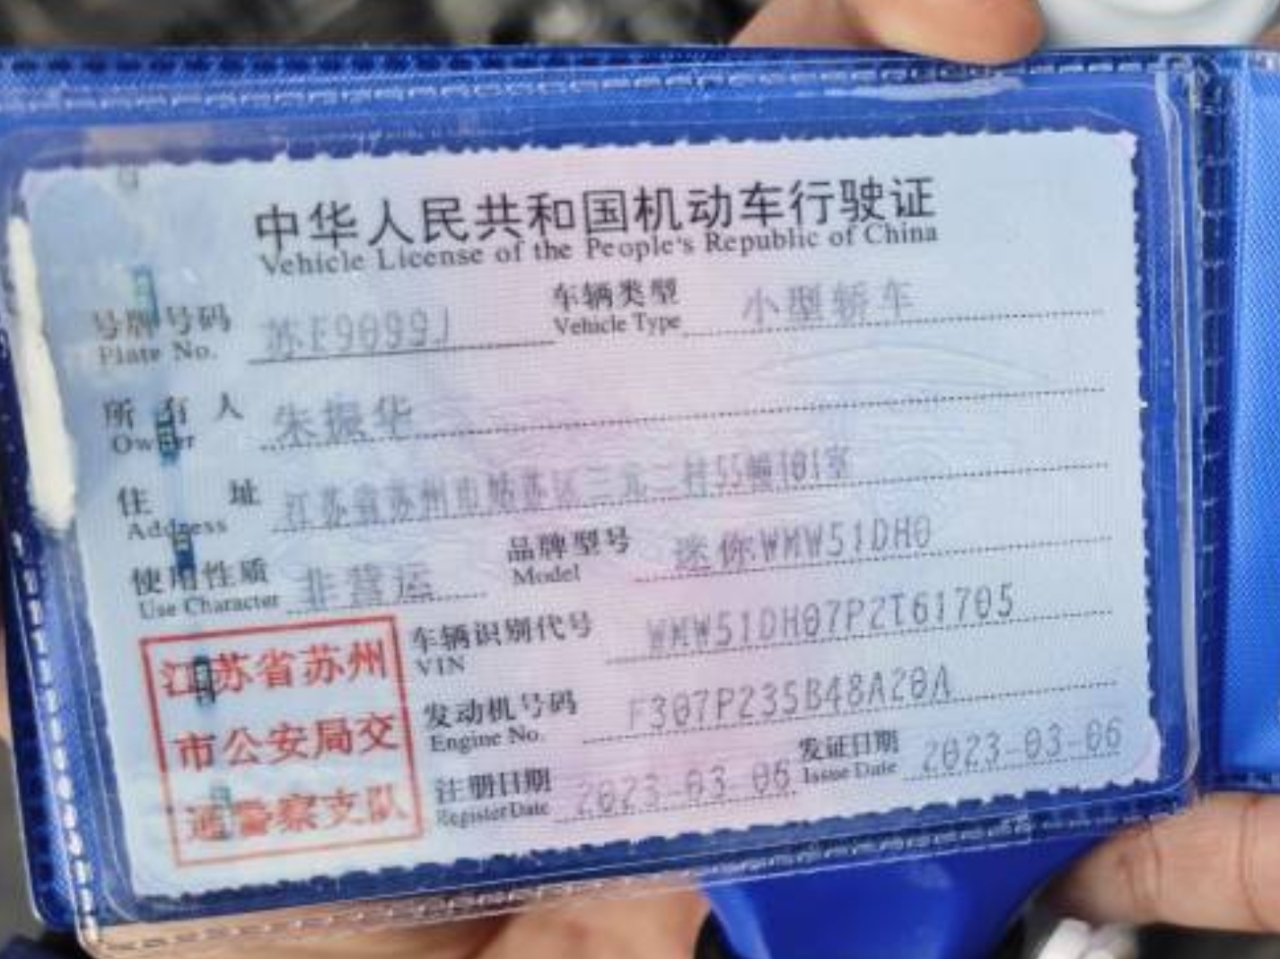 中华人民共和国机动车行驶证
Vehicle License of the People's Republic of China
号牌号码 苏E9099J 车辆类型 小型轿车
Plate No. Vehicle Type
所有人 朱振华
Owner
住址 江苏省苏州市姑苏区三元二村55幢101室
Address
使用性质 非营运 品牌型号 迷你WMW51DH0
Use Character Model
车辆识别代号 WMW51DH07P2T61705
VIN
发动机号码 F307P235B48A20A
Engine No.
注册日期 2023-03-06 发证日期 2023-03-06
Register Date Issue Date
江苏省苏州
市公安局交
通警察支队